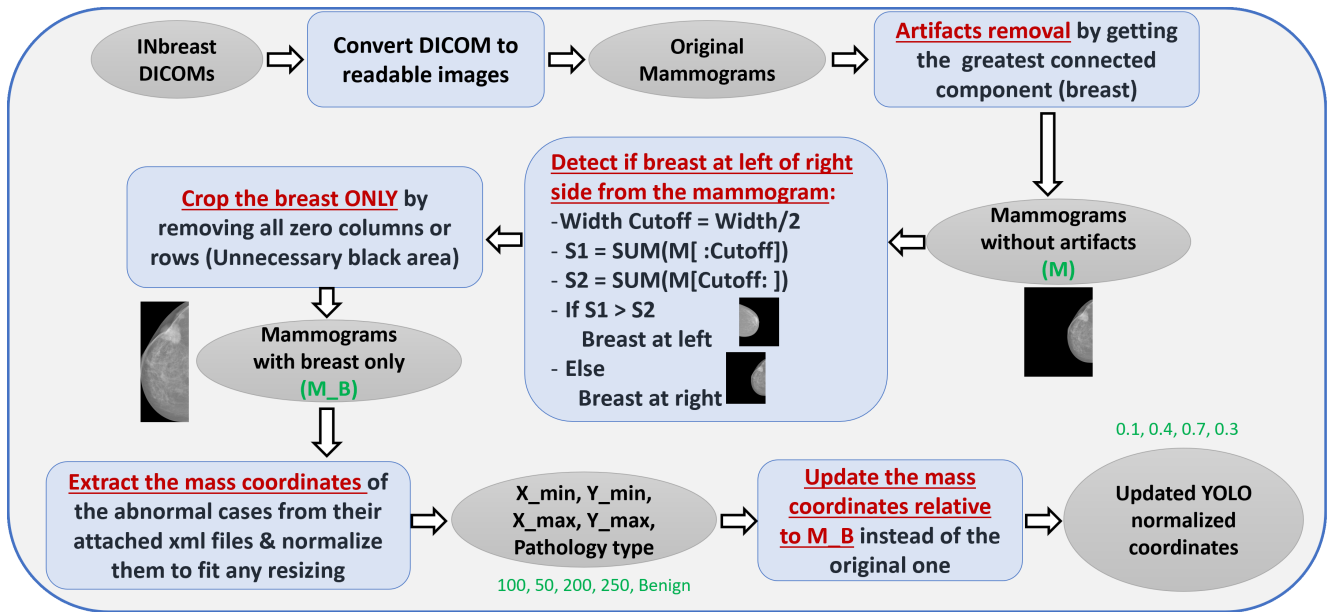 INbreast
DICOMs
Convert DICOM to
readable images
Original
Mammograms
Artifacts removal by getting
the greatest connected
component (breast)
Mammograms
without artifacts
(M)
Detect if breast at left of right
side from the mammogram:
-Width Cutoff = Width/2
- S1 = SUM(M[ :Cutoff])
- S2 = SUM(M[Cutoff: ])
- If S1 > S2
Breast at left
- Else
Breast at right
Crop the breast ONLY by
removing all zero columns or
rows (Unnecessary black area)
Mammograms
with breast only
(M_B)
Extract the mass coordinates of
the abnormal cases from their
attached xml files & normalize
them to fit any resizing
X_min, Y_min,
X_max, Y_max,
Pathology type
100, 50, 200, 250, Benign
Update the mass
coordinates relative
to M_B instead of the
original one
0.1, 0.4, 0.7, 0.3
Updated YOLO
normalized
coordinates